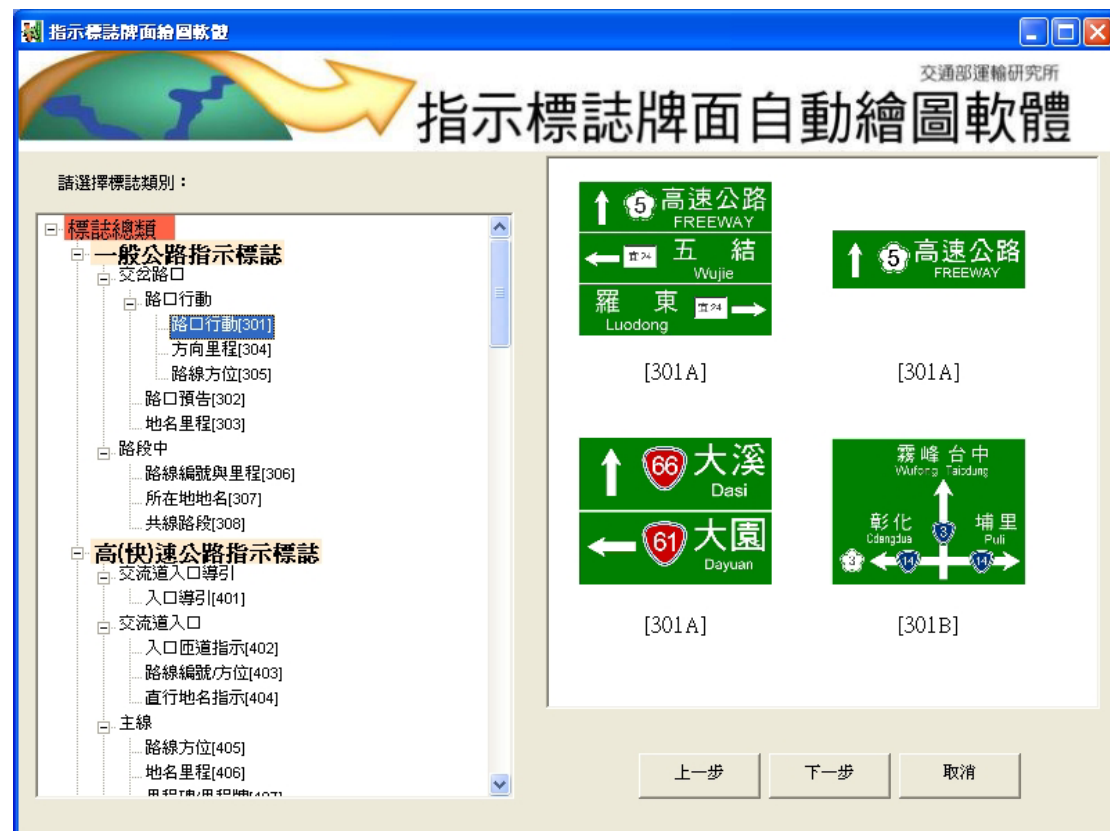 指示標誌牌面繪圖軟體
交通部運輸研究所
指示標誌牌面自動繪圖軟體
請選擇標誌類別：
標誌總類
一般公路指示標誌
交岔路口
路口行動
路口行動[301]
方向里程[304]
路線方位[305]
路口預告[302]
地名里程[303]
路段中
路線編號與里程[306]
所在地地名[307]
共線路段[308]
高(快)速公路指示標誌
交流道入口導引
入口導引[401]
交流道入口
入口匝道指示[402]
路線編號/方位[403]
直行地名指示[404]
主線
路線方位[405]
地名里程[406]
5 高速公路
FREEWAY
宜24 五 結
Wujie
羅 東 宜24
Luodong
[301A]
5 高速公路
FREEWAY
[301A]
66 大溪
Dasi
61 大園
Dayuan
[301A]
霧峰 台中
Wufong
彰化 3 埔里
Puli
3 14 14
[301B]
上一步
下一步
取消